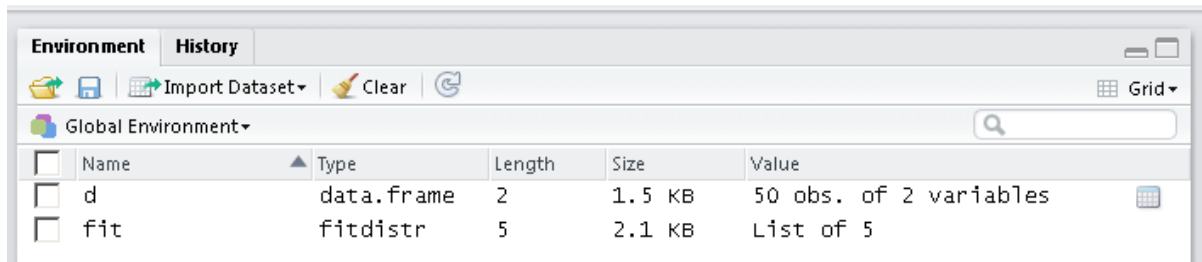 Environment History
Import Dataset Clear Grid
Global Environment
Name Type Length Size Value
d data.frame 2 1.5 KB 50 obs. of 2 variables
fit fitdistr 5 2.1 KB List of 5